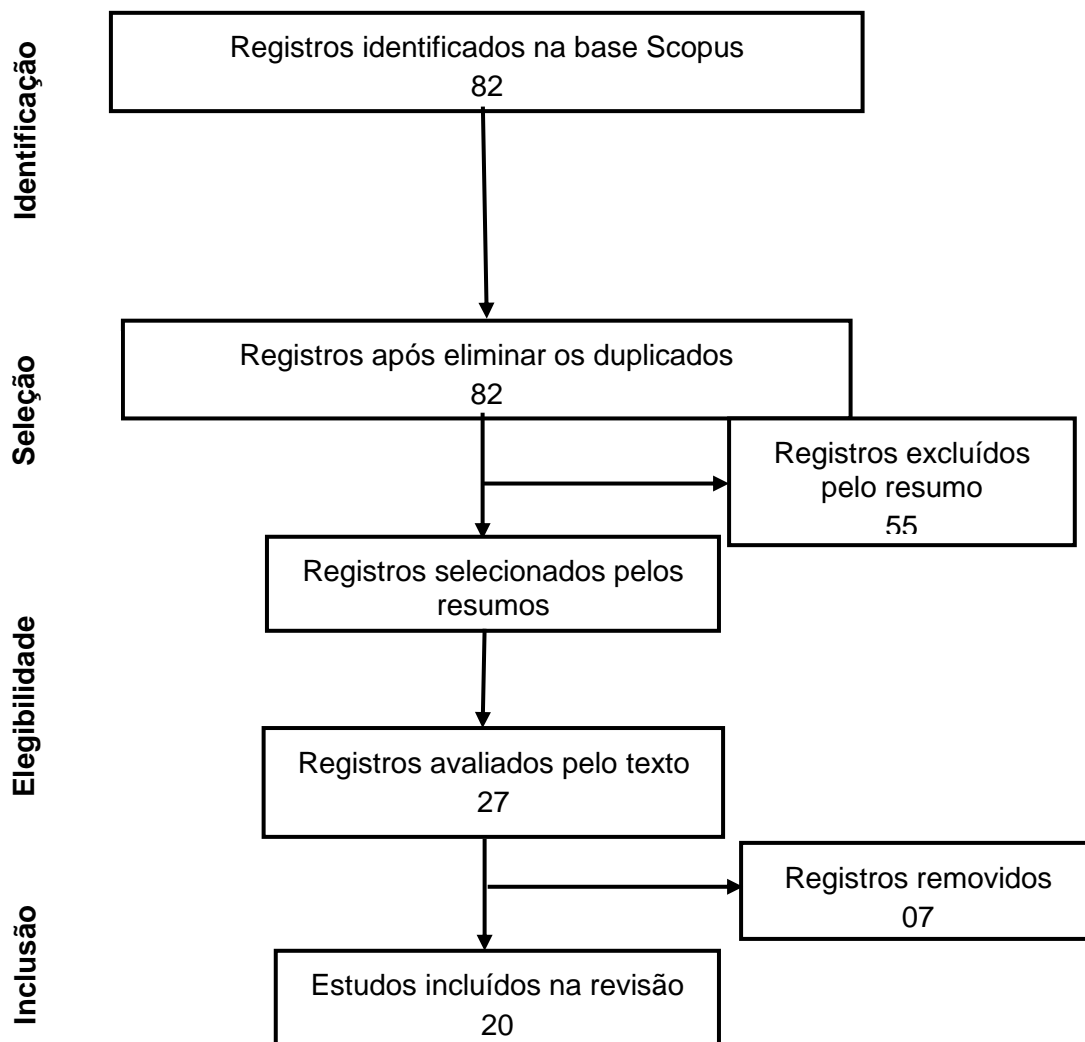 Identificação
Registros identificados na base Scopus
82
Seleção
Registros após eliminar os duplicados
82
Registros excluídos
pelo resumo
55
Elegibilidade
Registros selecionados pelos
resumos
Registros avaliados pelo texto
27
Inclusão
Registros removidos
07
Estudos incluídos na revisão
20